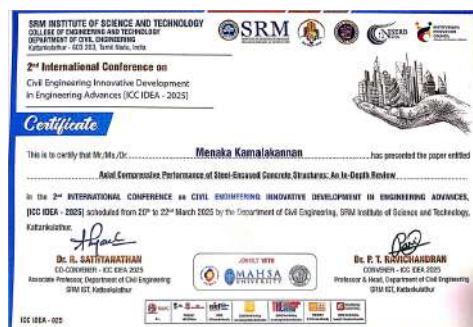 SRM INSTITUTE OF SCIENCE AND TECHNOLOGY
COLLEGE OF ENGINEERING AND TECHNOLOGY
DEPARTMENT OF CIVIL ENGINEERING
Kattankulathur - 603 203, Tamil Nadu, India
SRM
2nd International Conference on
Civil Engineering Innovative Development
in Engineering Advances [ICC IDEA - 2025]
Certificate
This is to certify that Mr./Ms./Dr. Menaka Kamalakannan has presented the paper entitled
Axial Compressive Performance of Steel-Encased Concrete Structures: An In-Depth Review
in the 2nd INTERNATIONAL CONFERENCE on CIVIL ENGINEERING INNOVATIVE DEVELOPMENT IN ENGINEERING ADVANCES,
[ICC IDEA - 2025] scheduled from 20th to 22nd March 2025 by the Department of Civil Engineering, SRM Institute of Science and Technology,
Kattankulathur.
Dr. R. SATHYANATHAN
CO-CONVENER - ICC IDEA 2025
Associate Professor, Department of Civil Engineering
SRM IST, Kattankulathur
JOINTLY WITH
MAHSA
UNIVERSITY
Dr. P. T. RAVICHANDRAN
CONVENER - ICC IDEA 2025
Professor & Head, Department of Civil Engineering
SRM IST, Kattankulathur
ICC IDEA - 025